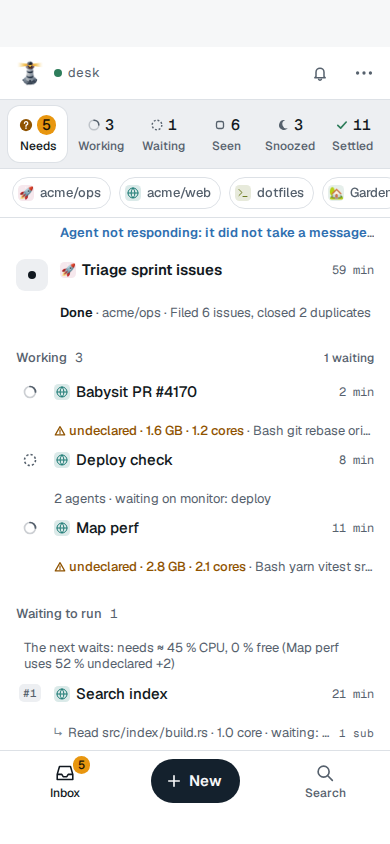 desk
? 5
Needs
3
Working
1
Waiting
6
Seen
3
Snoozed
11
Settled
acme/ops
acme/web
dotfiles
Garden
Agent not responding: it did not take a message…
Triage sprint issues 59 min
Done · acme/ops · Filed 6 issues, closed 2 duplicates
Working 3 1 waiting
Babysit PR #4170 2 min
undeclared · 1.6 GB · 1.2 cores · Bash git rebase ori…
Deploy check 8 min
2 agents · waiting on monitor: deploy
Map perf 11 min
undeclared · 2.8 GB · 2.1 cores · Bash yarn vitest sr…
Waiting to run 1
The next waits: needs ≈ 45 % CPU, 0 % free (Map perf
uses 52 % undeclared +2)
#1 Search index 21 min
↳ Read src/index/build.rs · 1.0 core · waiting: … 1 sub
5
Inbox
+ New
Search